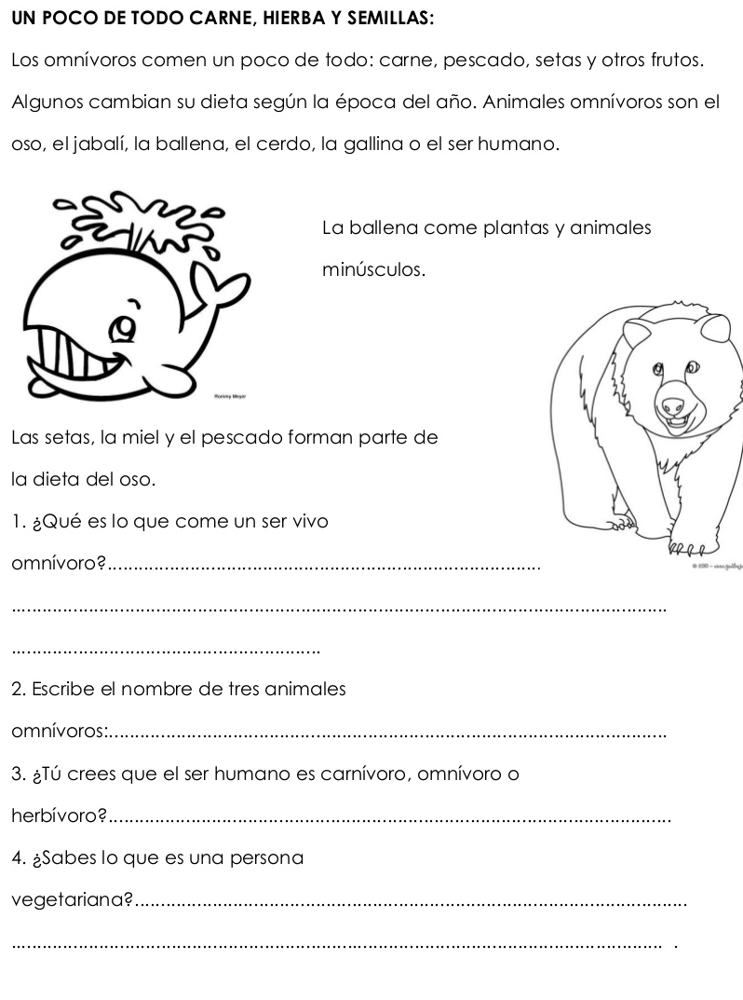 UN POCO DE TODO CARNE, HIERBA Y SEMILLAS:
Los omnívoros comen un poco de todo: carne, pescado, setas y otros frutos.
Algunos cambian su dieta según la época del año. Animales omnívoros son el
oso, el jabalí, la ballena, el cerdo, la gallina o el ser humano.
La ballena come plantas y animales
minúsculos.
Rommy Meyer
Las setas, la miel y el pescado forman parte de
la dieta del oso.
1. ¿Qué es lo que come un ser vivo
omnívoro?....................................................................................
...............................................................................................................................
............................................................
2. Escribe el nombre de tres animales
omnívoros:............................................................................................................
3. ¿Tú crees que el ser humano es carnívoro, omnívoro o
herbívoro?.............................................................................................................
4. ¿Sabes lo que es una persona
vegetariana?...........................................................................................................
.............................................................................................................................. .